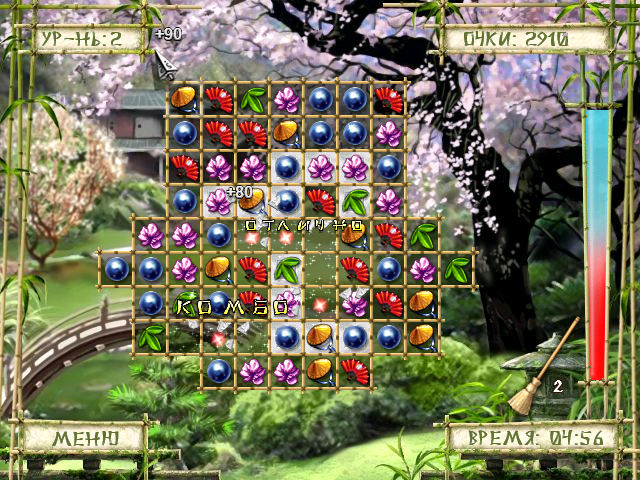 УР-НЬ:2
+90
ОЧКИ: 2910
+80
ОТЛИЧНО
КОМБО
2
МЕНЮ
ВРЕМЯ: 04:56